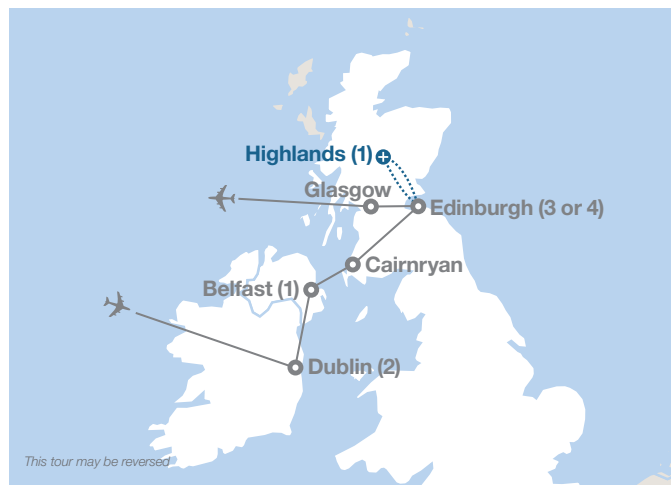 Highlands (1)
Glasgow
Edinburgh (3 or 4)
Cairnryan
Belfast (1)
Dublin (2)
This tour may be reversed